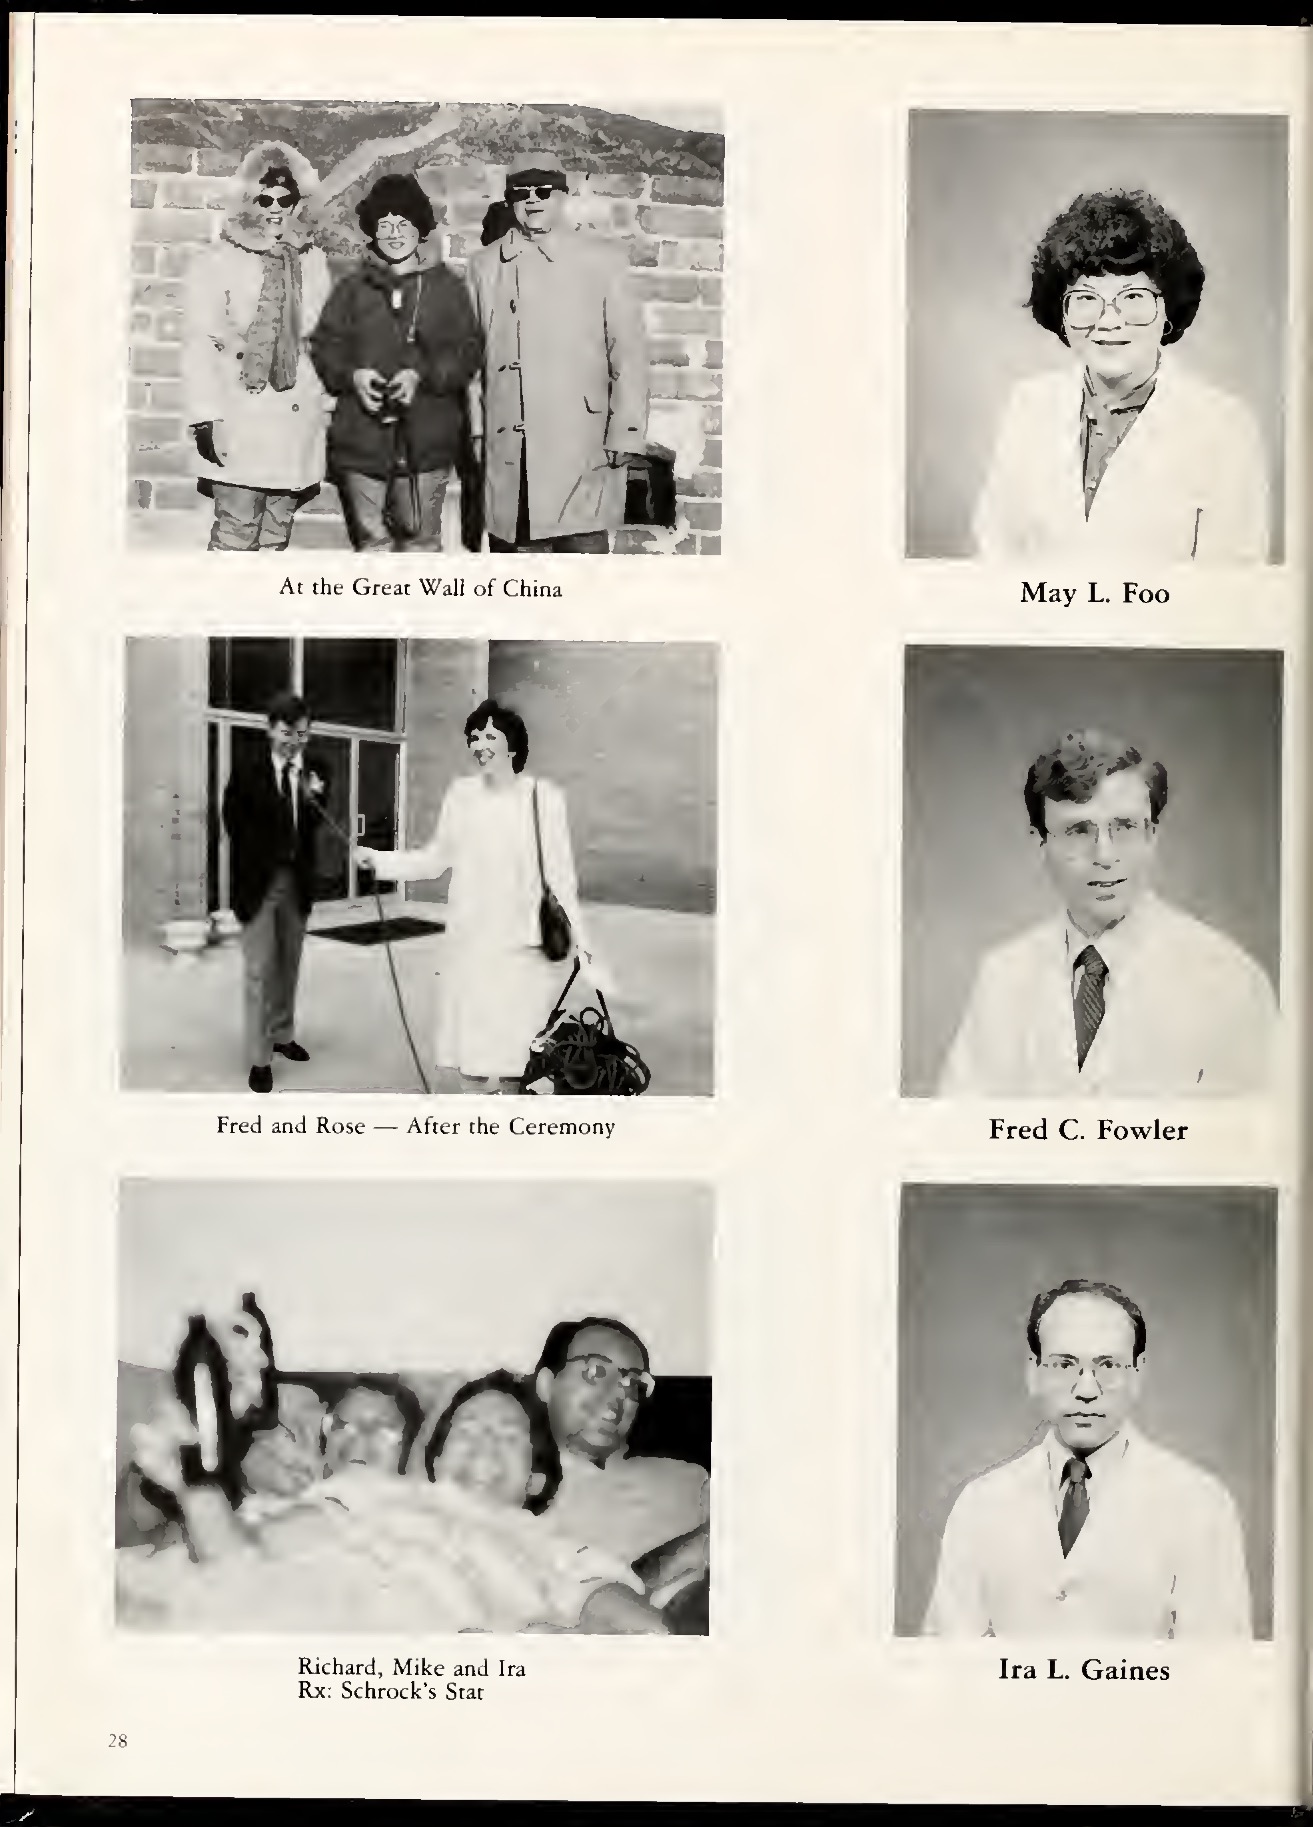 At the Great Wall of China
May L. Foo
Fred and Rose — After the Ceremony
Fred C. Fowler
Richard, Mike and Ira
Rx: Schrock's Stat
Ira L. Gaines
28